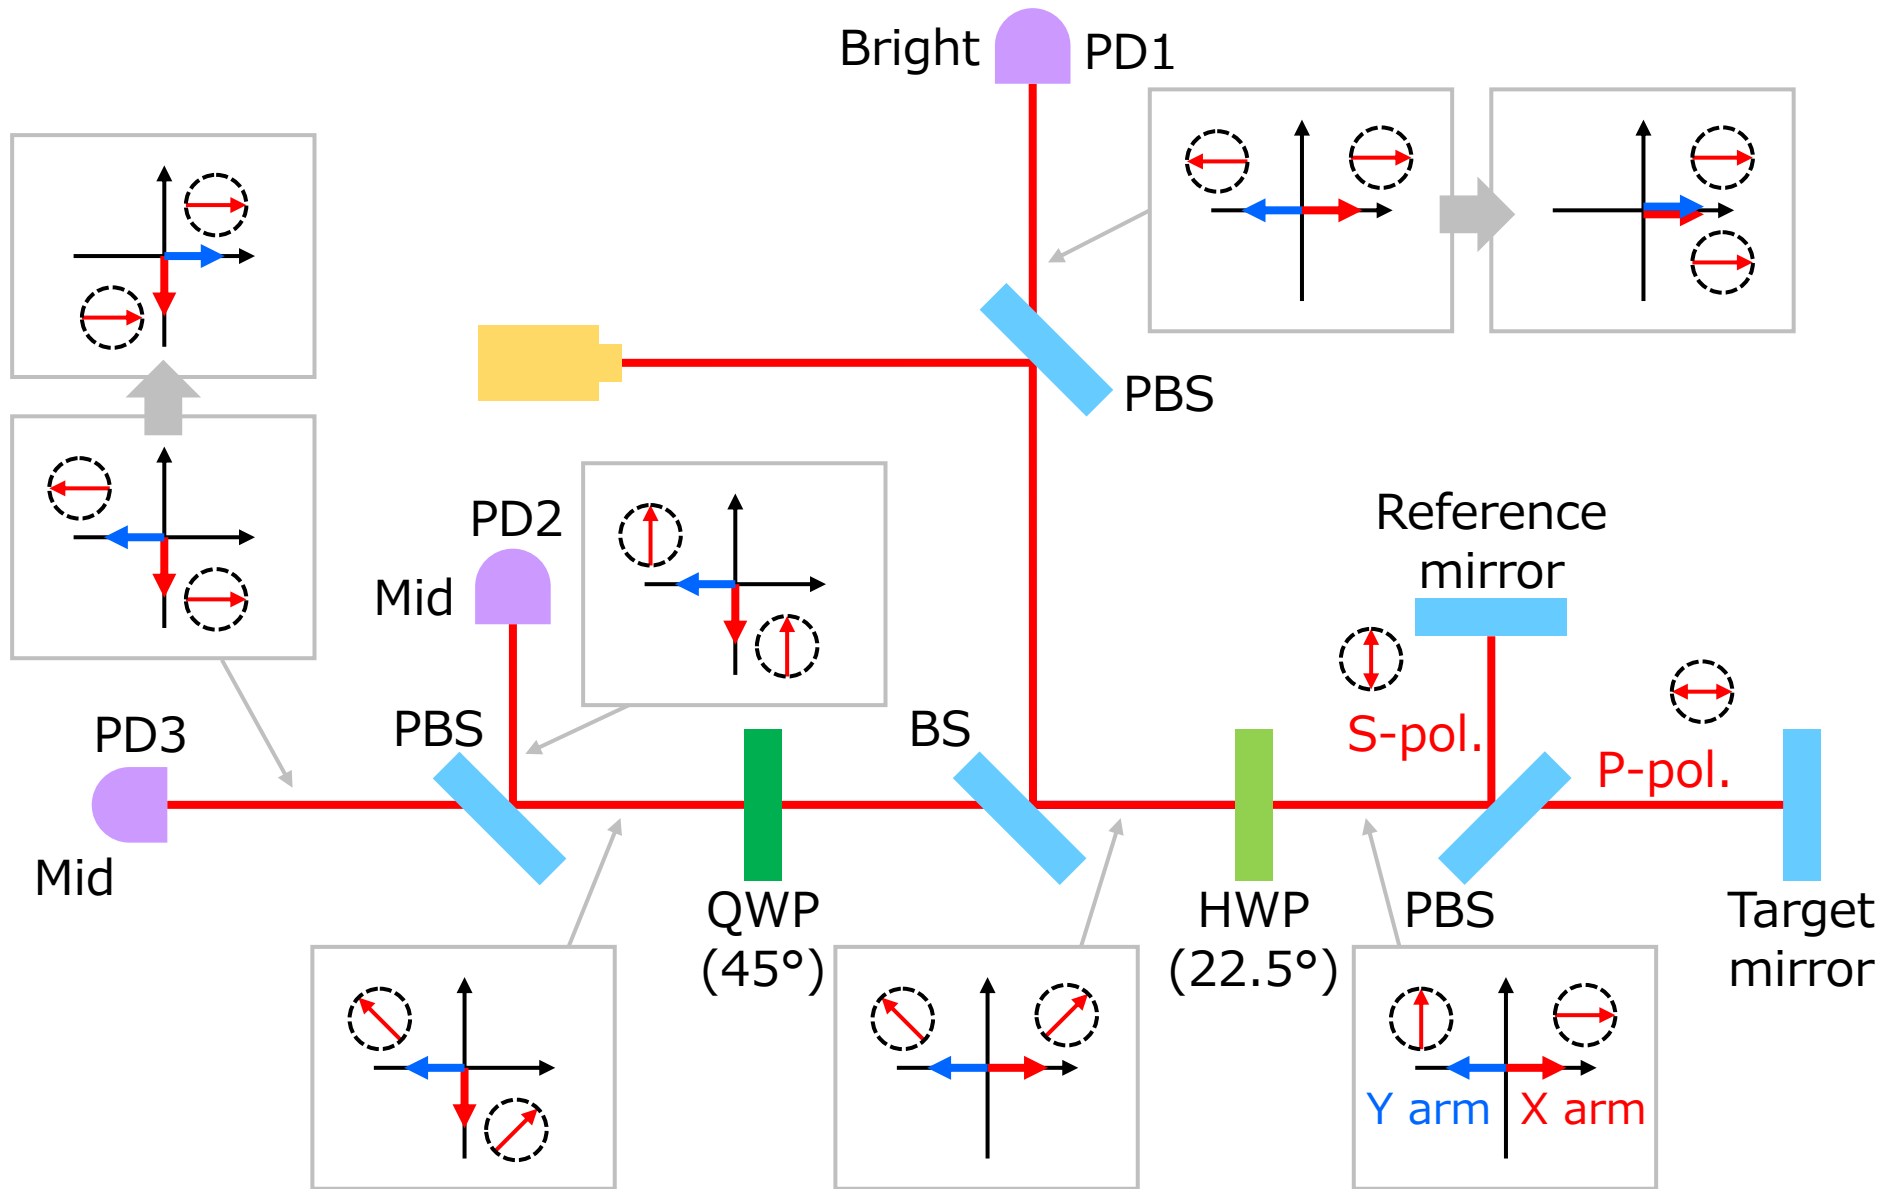 Bright
PD1
PBS
PD2
Mid
Reference
mirror
PD3
PBS
BS
S-pol.
P-pol.
Mid
QWP
(45°)
HWP
(22.5°)
PBS
Target
mirror
Y arm
X arm